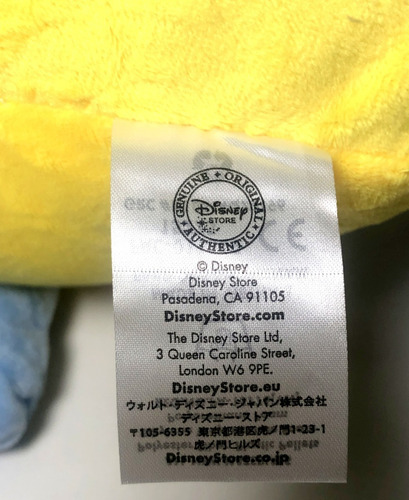 GENUINE • ORIGINAL • AUTHENTIC •
Disney
STORE
© Disney
Disney Store
Pasadena, CA 91105
DisneyStore.com
The Disney Store Ltd,
3 Queen Caroline Street,
London W6 9PE.
DisneyStore.eu
ウォルト・ディズニー・ジャパン株式会社
ディズニー・ストア
〒105-6355 東京都港区虎ノ門1-23-1
虎ノ門ヒルズ
DisneyStore.co.jp